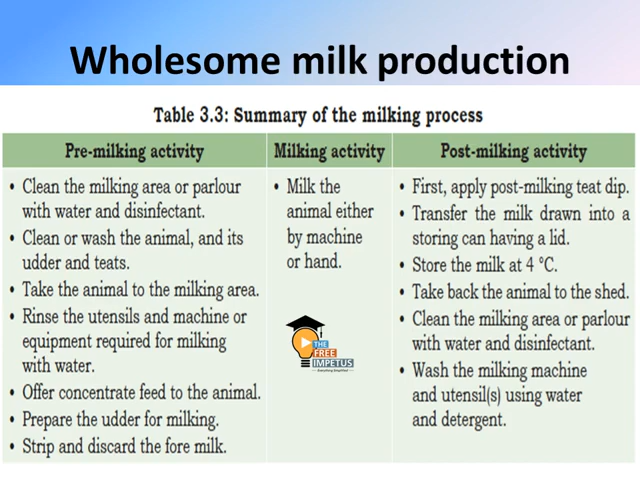 Wholesome milk production
Table 3.3: Summary of the milking process
Pre-milking activity
• Clean the milking area or parlour
with water and disinfectant.
• Clean or wash the animal, and its
udder and teats.
• Take the animal to the milking area.
• Rinse the utensils and machine or
equipment required for milking
with water.
• Offer concentrate feed to the animal.
• Prepare the udder for milking.
• Strip and discard the fore milk.
Milking activity
• Milk the
animal either
by machine
or hand.
THE
FREE
IMPETUS
Everything Simplified
Post-milking activity
• First, apply post-milking teat dip.
• Transfer the milk drawn into a
storing can having a lid.
• Store the milk at 4 °C.
• Take back the animal to the shed.
• Clean the milking area or parlour
with water and disinfectant.
• Wash the milking machine
and utensil(s) using water
and detergent.